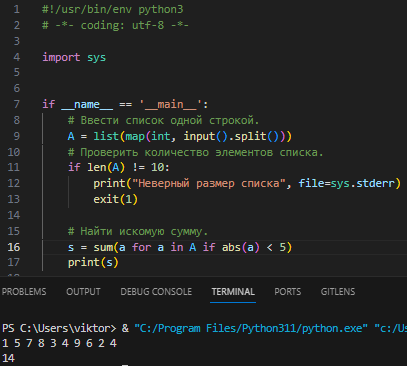 1 #!/usr/bin/env python3
2 # -*- coding: utf-8 -*-
3
4 import sys
5
6
7 if __name__ == '__main__':
8 # Ввести список одной строкой.
9 A = list(map(int, input().split()))
10 # Проверить количество элементов списка.
11 if len(A) != 10:
12 print("Неверный размер списка", file=sys.stderr)
13 exit(1)
14
15 # Найти искомую сумму.
16 s = sum(a for a in A if abs(a) < 5)
17 print(s)
PROBLEMS OUTPUT DEBUG CONSOLE TERMINAL PORTS GITLENS
PS C:\Users\viktor> & "C:/Program Files/Python311/python.exe" "c:/Us
1 5 7 8 3 4 9 6 2 4
14